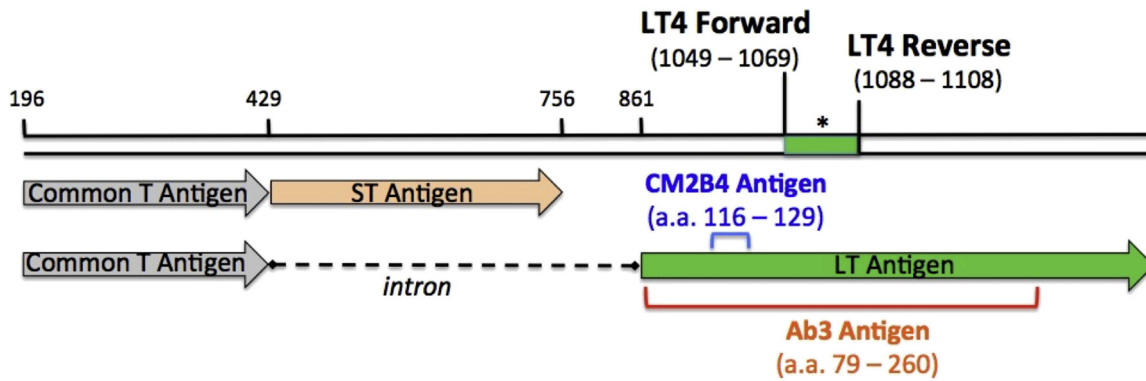 LT4 Forward
(1049 – 1069)
LT4 Reverse
(1088 – 1108)
196
429
756
861
*
Common T Antigen
ST Antigen
CM2B4 Antigen
(a.a. 116 – 129)
Common T Antigen
intron
LT Antigen
Ab3 Antigen
(a.a. 79 – 260)